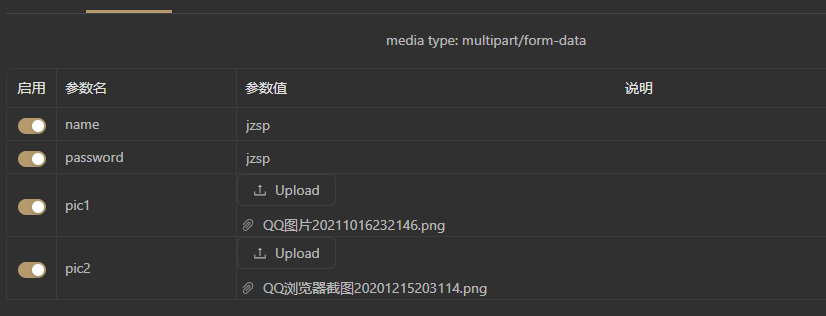 media type: multipart/form-data
启用 参数名 参数值 说明
name jzsp
password jzsp
pic1 Upload
QQ图片20211016232146.png
pic2 Upload
QQ浏览器截图20201215203114.png